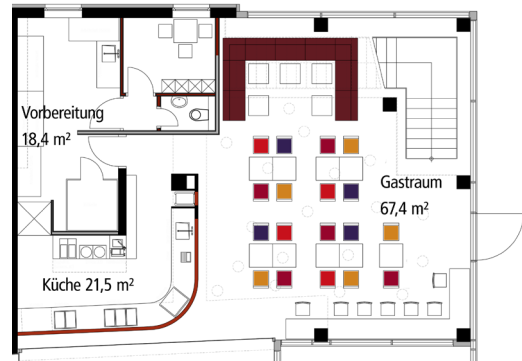 Vorbereitung
18,4 m²
Gastraum
67,4 m²
Küche 21,5 m²